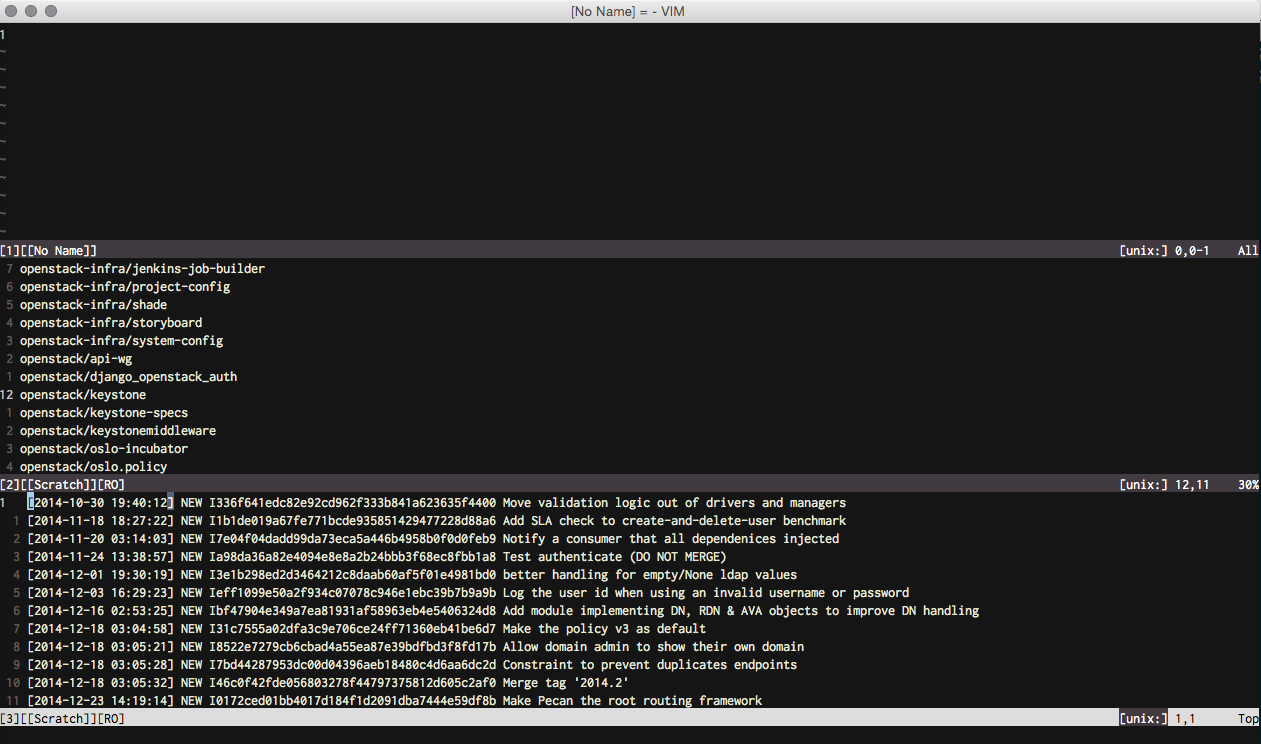 [No Name] = - VIM
1
~
~
~
~
~
~
~
~
~
~
~
[1][[No Name]] [unix:] 0,0-1 All
7 openstack-infra/jenkins-job-builder
6 openstack-infra/project-config
5 openstack-infra/shade
4 openstack-infra/storyboard
3 openstack-infra/system-config
2 openstack/api-wg
1 openstack/django_openstack_auth
12 openstack/keystone
1 openstack/keystone-specs
2 openstack/keystonemiddleware
3 openstack/oslo-incubator
4 openstack/oslo.policy
[2][[Scratch]][RO] [unix:] 12,11 30%
1 [2014-10-30 19:40:12] NEW I336f641edc82e92cd962f333b841a623635f4400 Move validation logic out of drivers and managers
1 [2014-11-18 18:27:22] NEW I1b1de019a67fe771bcde935851429477228d88a6 Add SLA check to create-and-delete-user benchmark
2 [2014-11-20 03:14:03] NEW I7e04f04dadd99da73eca5a446b4958b0f0d0feb9 Notify a consumer that all dependenices injected
3 [2014-11-24 13:38:57] NEW Ia98da36a82e4094e8e8a2b24bbb3f68ec8fbb1a8 Test authenticate (DO NOT MERGE)
4 [2014-12-01 19:30:19] NEW I3e1b298ed2d3464212c8daab60af5f01e4981bd0 better handling for empty/None ldap values
5 [2014-12-03 16:29:23] NEW Ieff1099e50a2f934c07078c946e1ebc39b7b9a9b Log the user id when using an invalid username or password
6 [2014-12-16 02:53:25] NEW Ibf47904e349a7ea81931af58963eb4e5406324d8 Add module implementing DN, RDN & AVA objects to improve DN handling
7 [2014-12-18 03:04:58] NEW I31c7555a02dfa3c9e706ce24ff71360eb41be6d7 Make the policy v3 as default
8 [2014-12-18 03:05:21] NEW I8522e7279cb6cbad4a55ea87e39bdfbd3f8fd17b Allow domain admin to show their own domain
9 [2014-12-18 03:05:28] NEW I7bd44287953dc00d04396aeb18480c4d6aa6dc2d Constraint to prevent duplicates endpoints
10 [2014-12-18 03:05:32] NEW I46c0f42fde056803278f44797375812d605c2af0 Merge tag '2014.2'
11 [2014-12-23 14:19:14] NEW I0172ced01bb4017d184f1d2091dba7444e59df8b Make Pecan the root routing framework
[3][[Scratch]][RO] [unix:] 1,1 Top